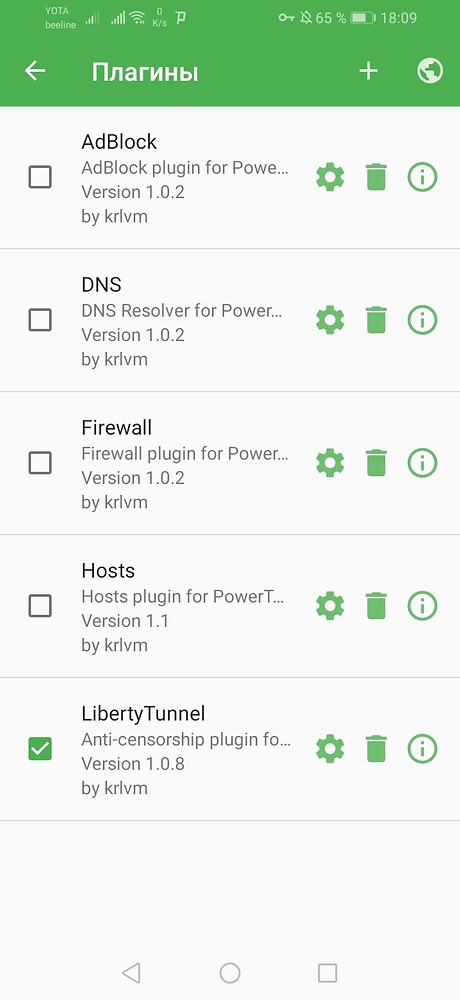 YOTA
beeline
0
K/s
65 %
18:09
Плагины
AdBlock
AdBlock plugin for Powe...
Version 1.0.2
by krlvm
DNS
DNS Resolver for Power...
Version 1.0.2
by krlvm
Firewall
Firewall plugin for Power...
Version 1.0.2
by krlvm
Hosts
Hosts plugin for PowerT...
Version 1.1
by krlvm
LibertyTunnel
Anti-censorship plugin fo...
Version 1.0.8
by krlvm